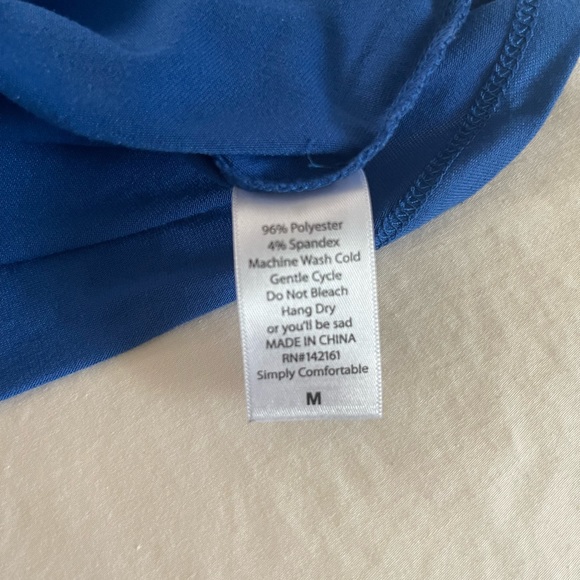 96% Polyester
4% Spandex
Machine Wash Cold
Gentle Cycle
Do Not Bleach
Hang Dry
or you'll be sad
MADE IN CHINA
RN#142161
Simply Comfortable
M